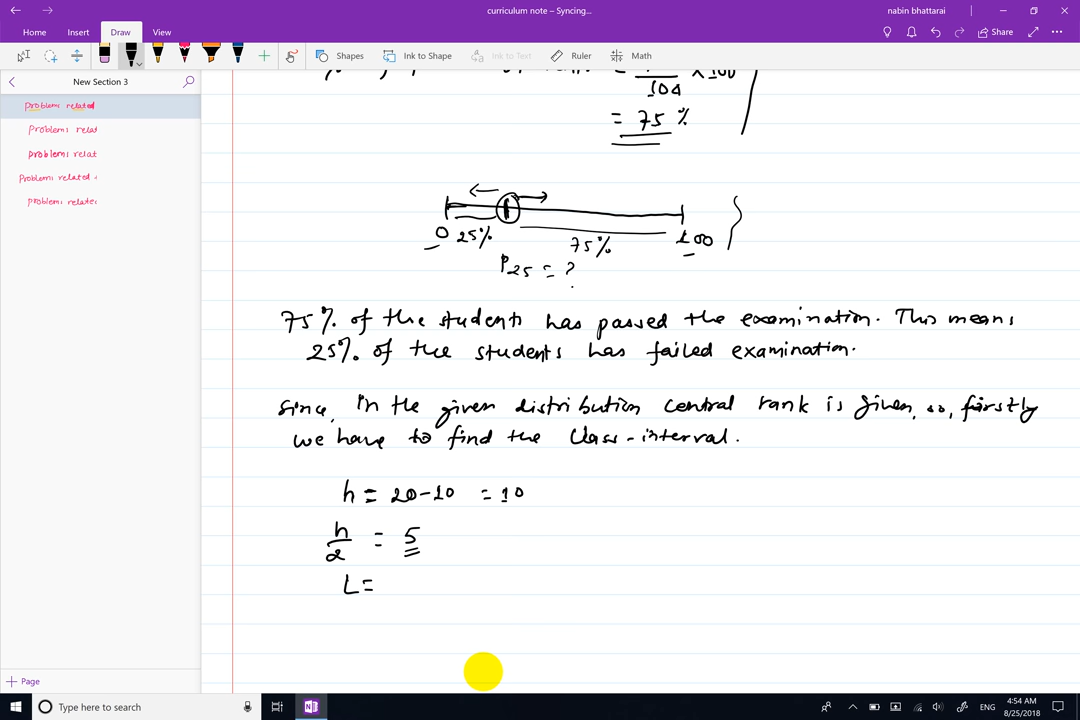 curriculum note – Syncing...
nabin bhattarai
Home Insert Draw View
Share
Shapes Ink to Shape Ink to Text Ruler Math
New Section 3
Problems related
Problems relat
problems relat
Problems related
problems relate
104 × 100
= 75 %
0 25% 75% 100
P25 = ?
75% of the students has passed the examination. This means
25% of the students has failed examination.
Since, in the given distribution central rank is given, so, firstly
we have to find the class-interval.
h = 20-10 = 10
h/2 = 5
L =
+ Page
Type here to search
ENG
4:54 AM
8/25/2018